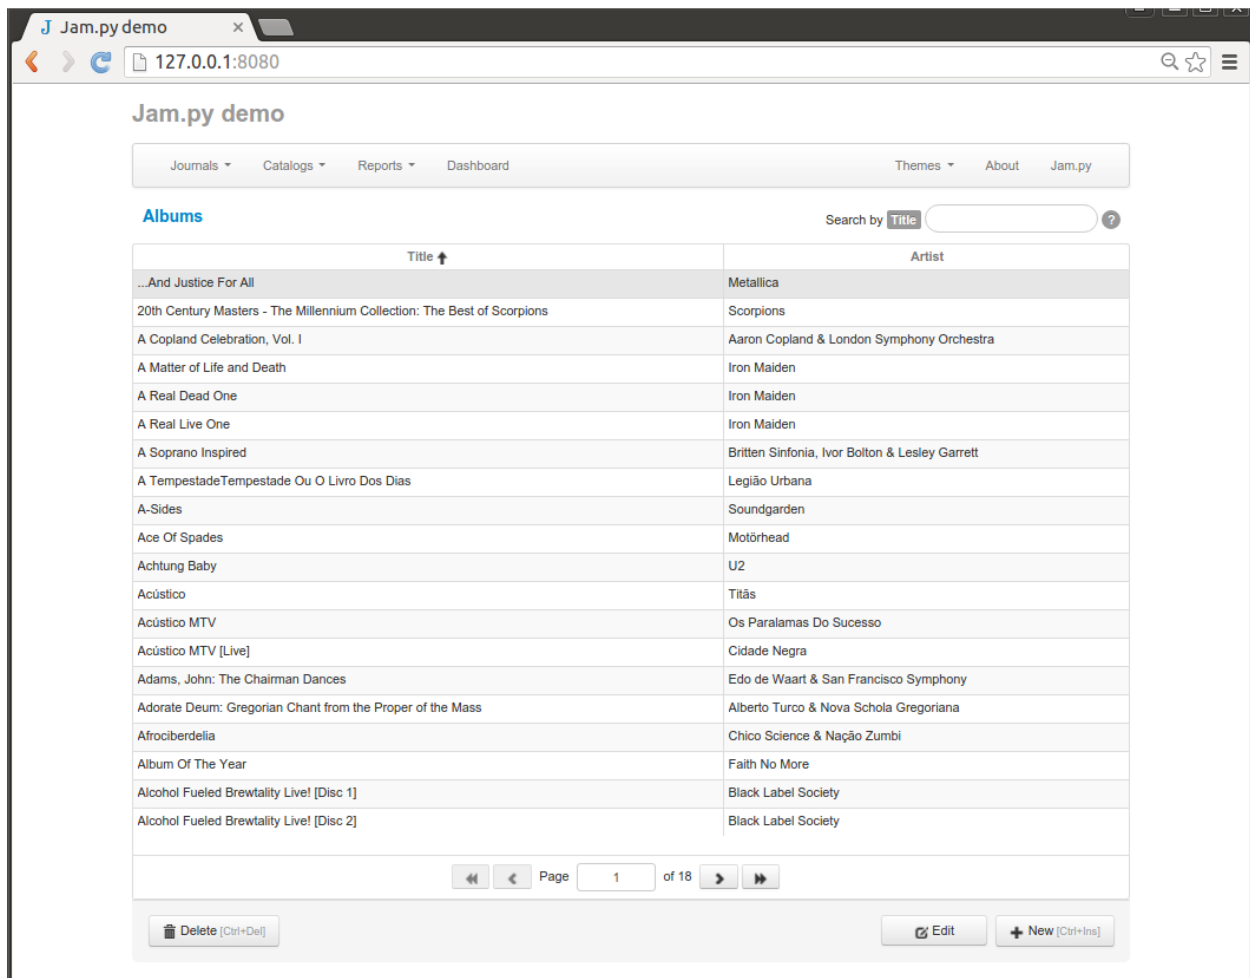 Jam.py demo
127.0.0.1:8080
Jam.py demo
Journals Catalogs Reports Dashboard Themes About Jam.py
Albums Search by Title ?
Title Artist
...And Justice For All Metallica
20th Century Masters - The Millennium Collection: The Best of Scorpions Scorpions
A Copland Celebration, Vol. I Aaron Copland & London Symphony Orchestra
A Matter of Life and Death Iron Maiden
A Real Dead One Iron Maiden
A Real Live One Iron Maiden
A Soprano Inspired Britten Sinfonia, Ivor Bolton & Lesley Garrett
A TempestadeTempestade Ou O Livro Dos Dias Legião Urbana
A-Sides Soundgarden
Ace Of Spades Motörhead
Achtung Baby U2
Acústico Titãs
Acústico MTV Os Paralamas Do Sucesso
Acústico MTV [Live] Cidade Negra
Adams, John: The Chairman Dances Edo de Waart & San Francisco Symphony
Adorate Deum: Gregorian Chant from the Proper of the Mass Alberto Turco & Nova Schola Gregoriana
Afrociberdelia Chico Science & Nação Zumbi
Album Of The Year Faith No More
Alcohol Fueled Brewtality Live! [Disc 1] Black Label Society
Alcohol Fueled Brewtality Live! [Disc 2] Black Label Society
Page 1 of 18
Delete [Ctrl+Del] Edit New [Ctrl+Ins]